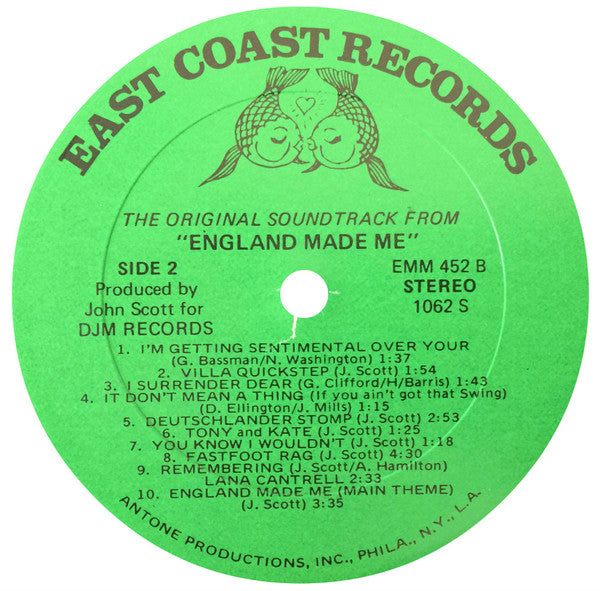 EAST COAST RECORDS
THE ORIGINAL SOUNDTRACK FROM
"ENGLAND MADE ME"
SIDE 2
Produced by
John Scott for
DJM RECORDS
EMM 452 B
STEREO
1062 S
1. I'M GETTING SENTIMENTAL OVER YOUR
(G. Bassman/N. Washington) 1:37
2. VILLA QUICKSTEP (J. Scott) 1:54
3. I SURRENDER DEAR (G. Clifford/H/Barris) 1:43
4. IT DON'T MEAN A THING (If you ain't got that Swing)
(D. Ellington/J. Mills) 1:15
5. DEUTSCHLANDER STOMP (J. Scott) 2:53
6. TONY and KATE (J. Scott) 1:25
7. YOU KNOW I WOULDN'T (J. Scott) 1:18
8. FASTFOOT RAG (J. Scott) 4:30
9. REMEMBERING (J. Scott/A. Hamilton)
LANA CANTRELL 2:33
10. ENGLAND MADE ME (MAIN THEME)
(J. Scott) 3:35
ANTONE PRODUCTIONS, INC., PHILA., N.Y., L.A.